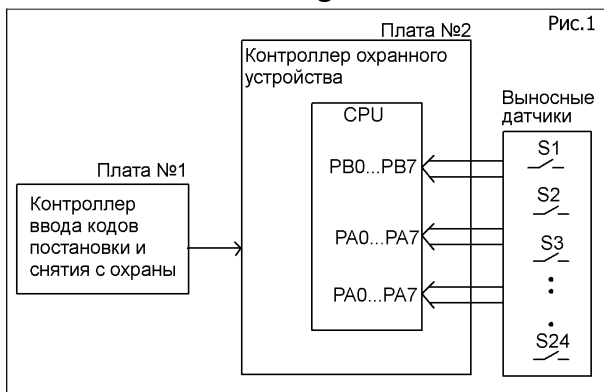 Рис.1
Плата №2
Контроллер охранного
устройства
CPU
PB0...PB7
PA0...PA7
PA0...PA7
Плата №1
Контроллер
ввода кодов
постановки и
снятия с охраны
Выносные
датчики
S1
S2
S3
S24